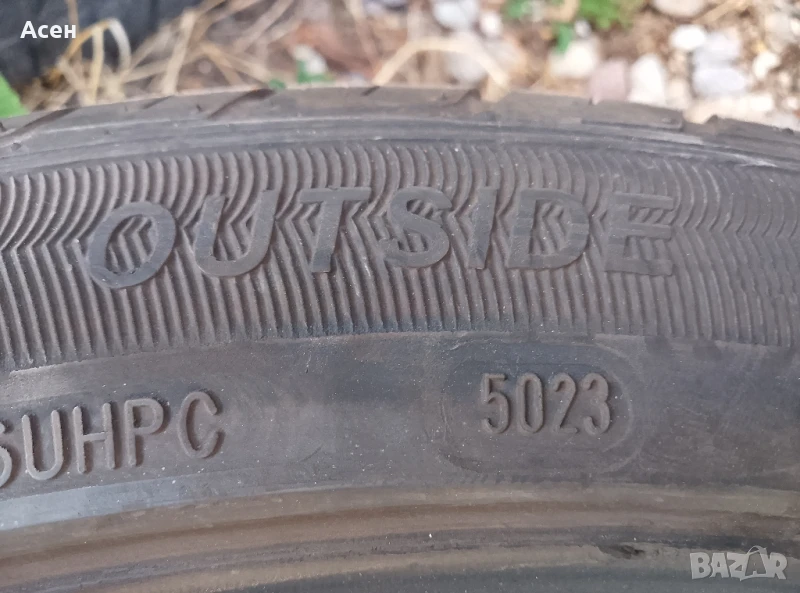 Асен
OUTSIDE
5023
SUHPC
BAZAR